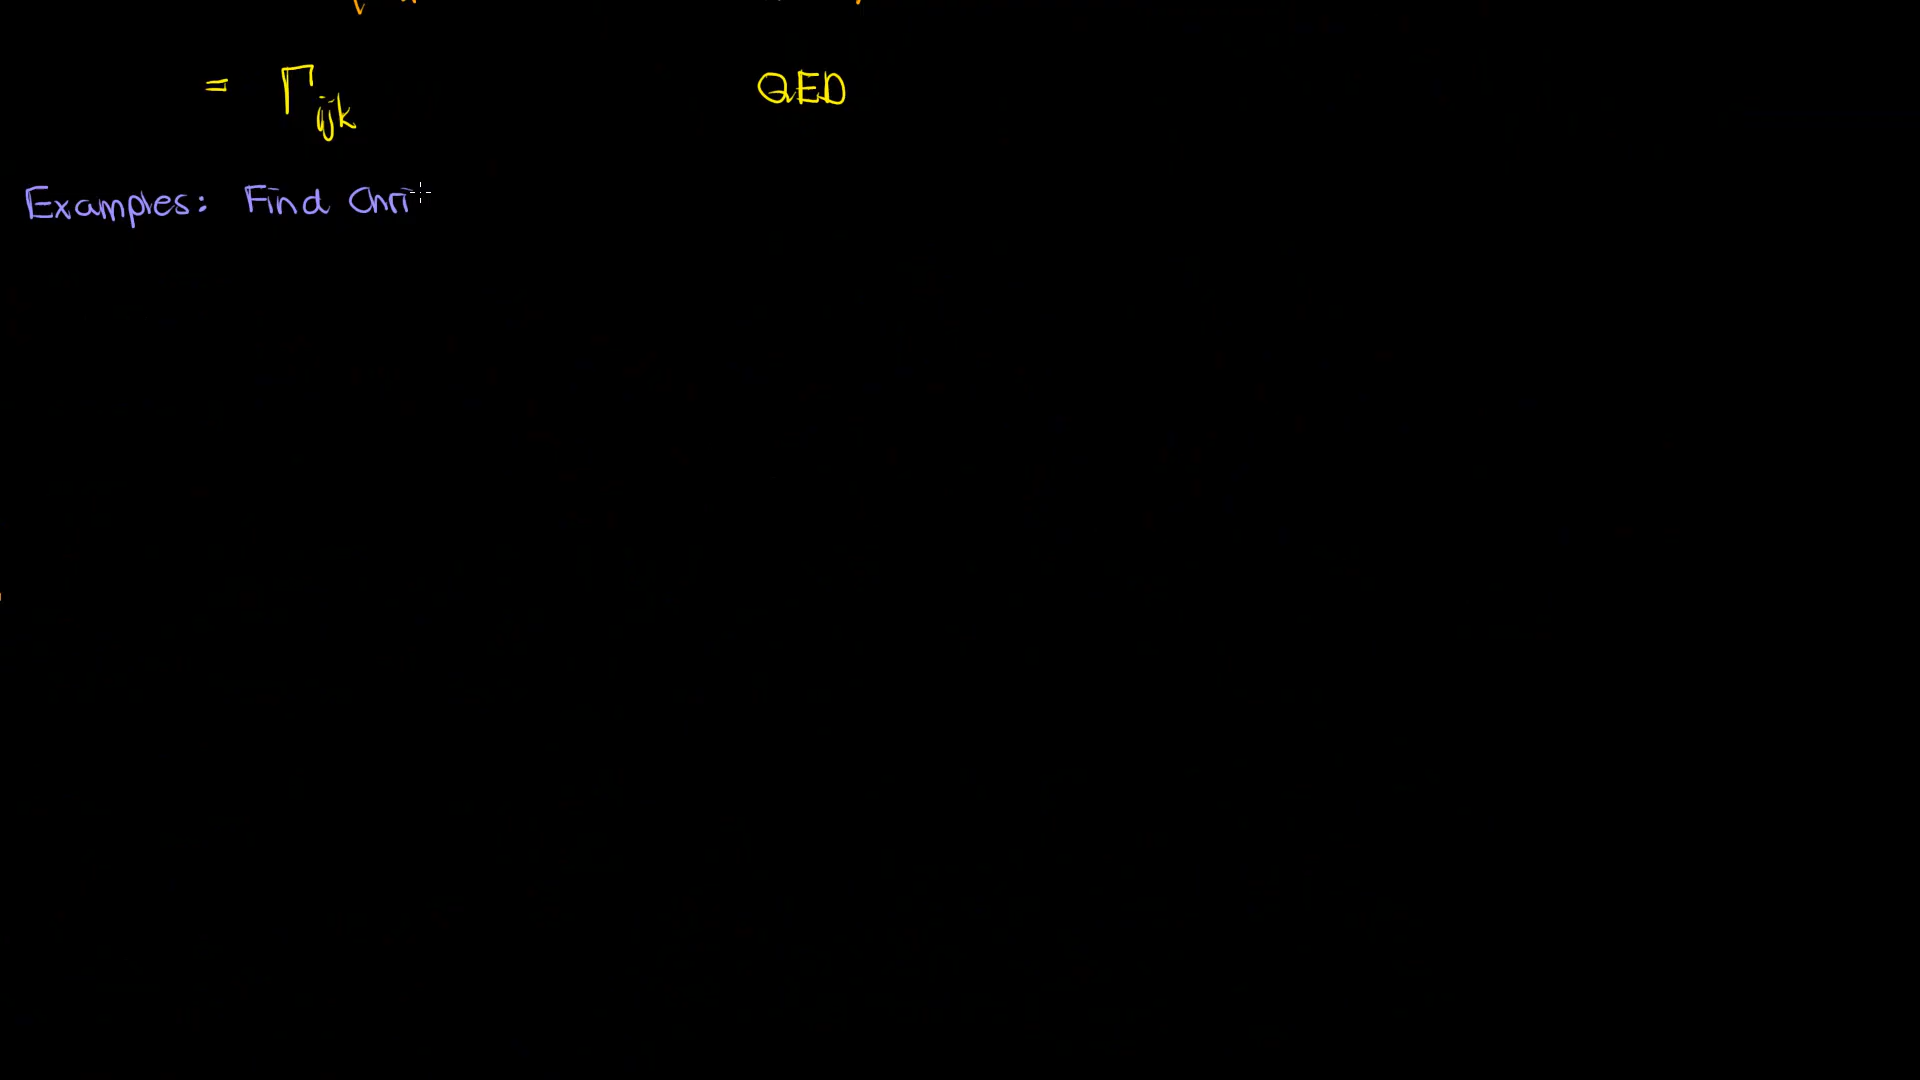 = Γijk QED
Examples: Find Chri